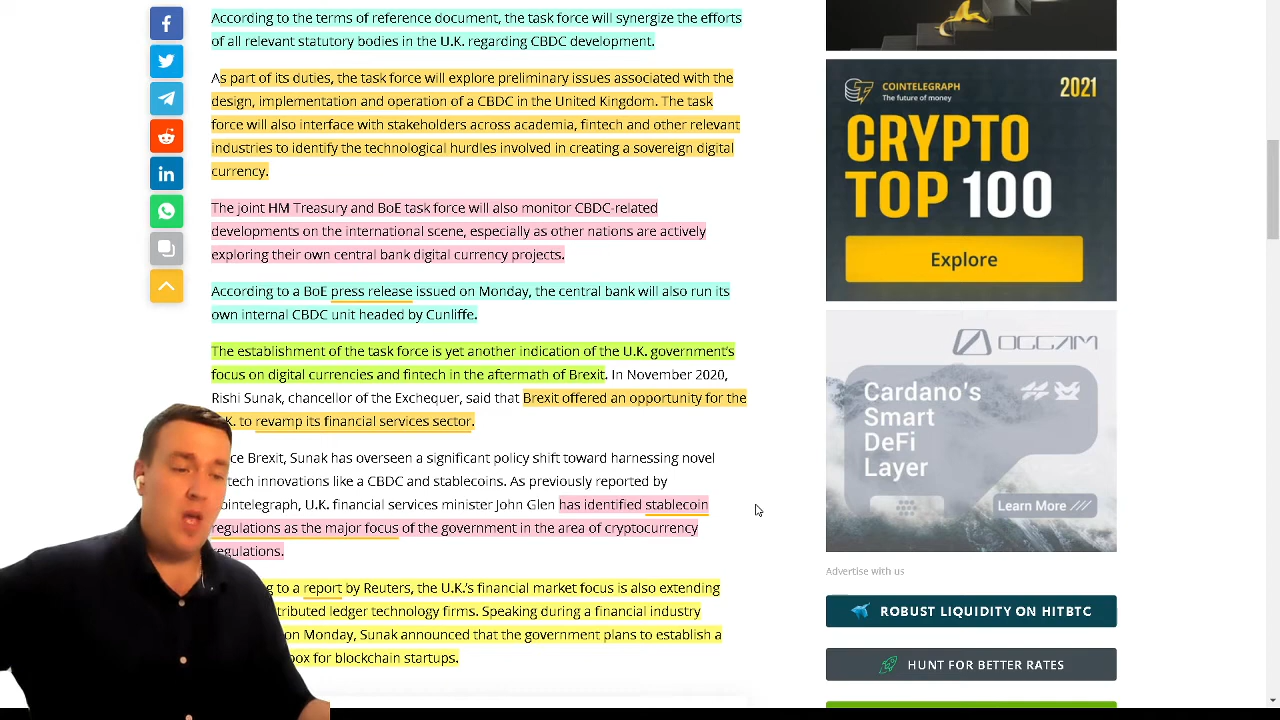 According to the terms of reference document, the task force will synergize the efforts
of relevant statutory bodies in the U.K. regarding CBDC development.
As part of its duties, the task force will explore preliminary issues associated with the
design, implementation and operation of a CBDC in the United Kingdom. The task
force will also interface with stakeholders across academia, fintech and other relevant
industries to identify the technological hurdles involved in creating a sovereign digital
currency.
The joint HM Treasury and BoE task force will also monitor CBDC-related
developments on the international scene, especially as other nations are actively
exploring their own central bank digital currency projects.
According to a BoE press release issued on Monday, the central bank will also run its
own internal CBDC unit headed by Cunliffe.
The establishment of the taskforce is yet another indication of the U.K. government's
focus on digital currencies and fintech in the aftermath of Brexit. In November 2020,
chancellor of the Exchequer, said that Brexit offered an opportunity for the
to revamp its financial services sector.
Brexit, Sunak has overseen a significant policy shift toward harnessing novel
innovations like a CBDC and stablecoins. As previously reported by
U.K. financial services minister John Glen has identified stablecoin
regulations as a major focus of the government in the area of cryptocurrency
regulations.
to a report by Reuters, the U.K.'s financial market focus is also extending
technology firms. Speaking during a financial industry
on Monday, Sunak announced that the government plans to establish a
for blockchain startups.
COINTELEGRAPH
The future of money
2021
CRYPTO
TOP 100
Explore
OCCAM
Cardano's
Smart
DeFi
Layer
Learn More ///
Advertise with us
ROBUST LIQUIDITY ON HITBTC
HUNT FOR BETTER RATES